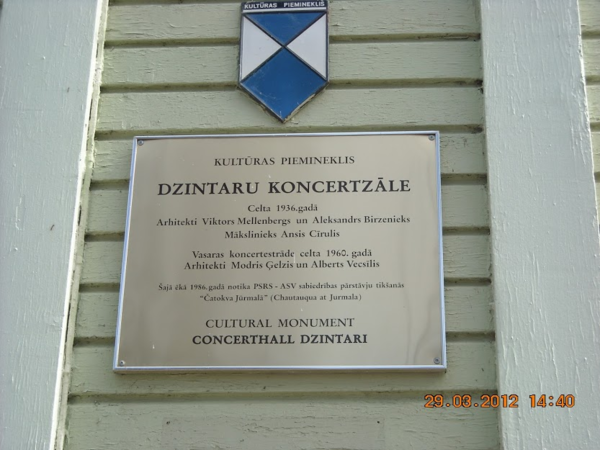 KULTŪRAS PIEMINEKLIS
KULTŪRAS PIEMINEKLIS
DZINTARU KONCERTZĀLE
Celta 1936.gadā
Arhitekti Viktors Mellenbergs un Aleksandrs Birzenieks
Mākslinieks Ansis Cīrulis
Vasaras koncertestrāde celta 1960. gadā
Arhitekti Modris Ģelzis un Alberts Vecsīlis
Šajā ēkā 1986.gadā notika PSRS - ASV sabiedrības pārstāvju tikšanās
"Čatokva Jūrmalā" (Chautauqua at Jurmala)
CULTURAL MONUMENT
CONCERTHALL DZINTARI
29.03.2012 14:40